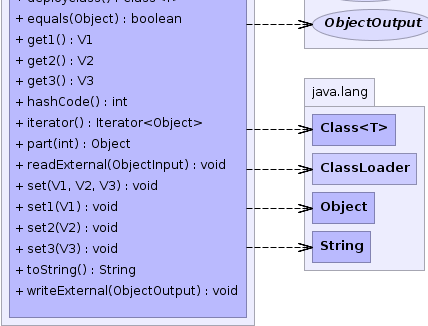 + equals(Object) : boolean
+ get1() : V1
+ get2() : V2
+ get3() : V3
+ hashCode() : int
+ iterator() : Iterator<Object>
+ part(int) : Object
+ readExternal(ObjectInput) : void
+ set(V1, V2, V3) : void
+ set1(V1) : void
+ set2(V2) : void
+ set3(V3) : void
+ toString() : String
+ writeExternal(ObjectOutput) : void
ObjectOutput
java.lang
Class<T>
ClassLoader
Object
String